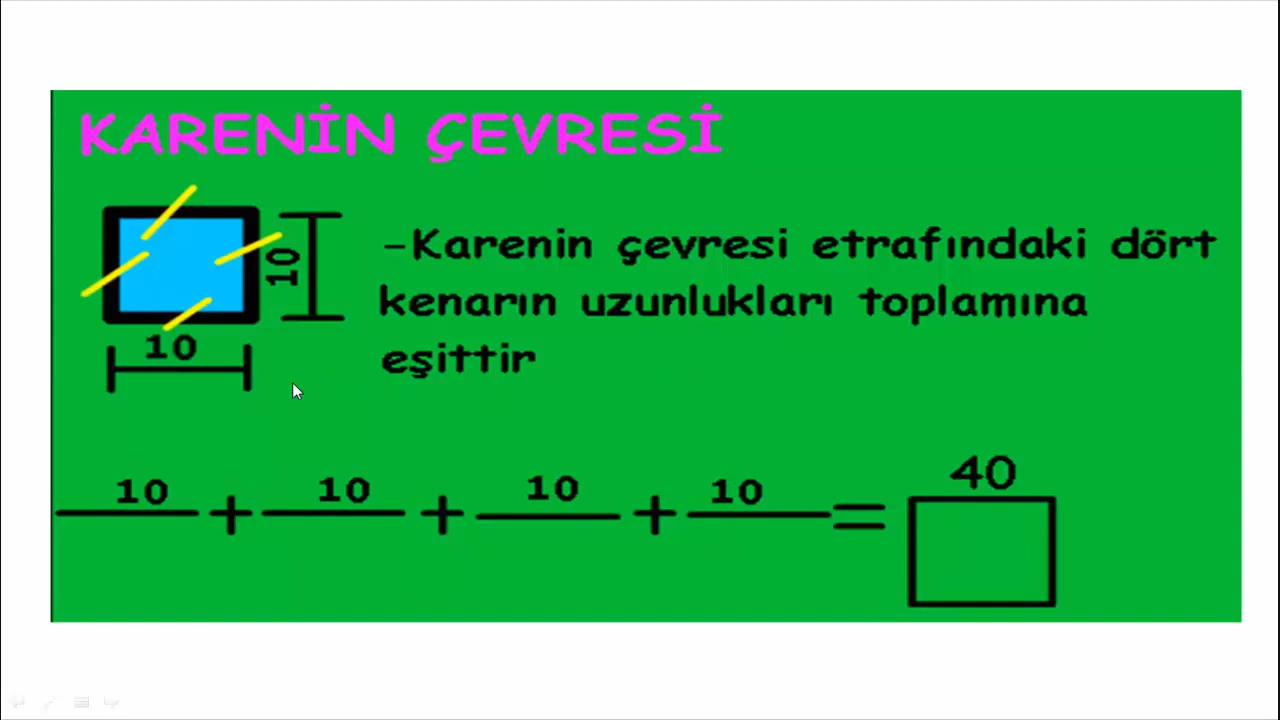 KARENİN ÇEVRESİ
10
10
-Karenin çevresi etrafındaki dört
kenarın uzunlukları toplamına
eşittir
10 + 10 + 10 + 10 = 40